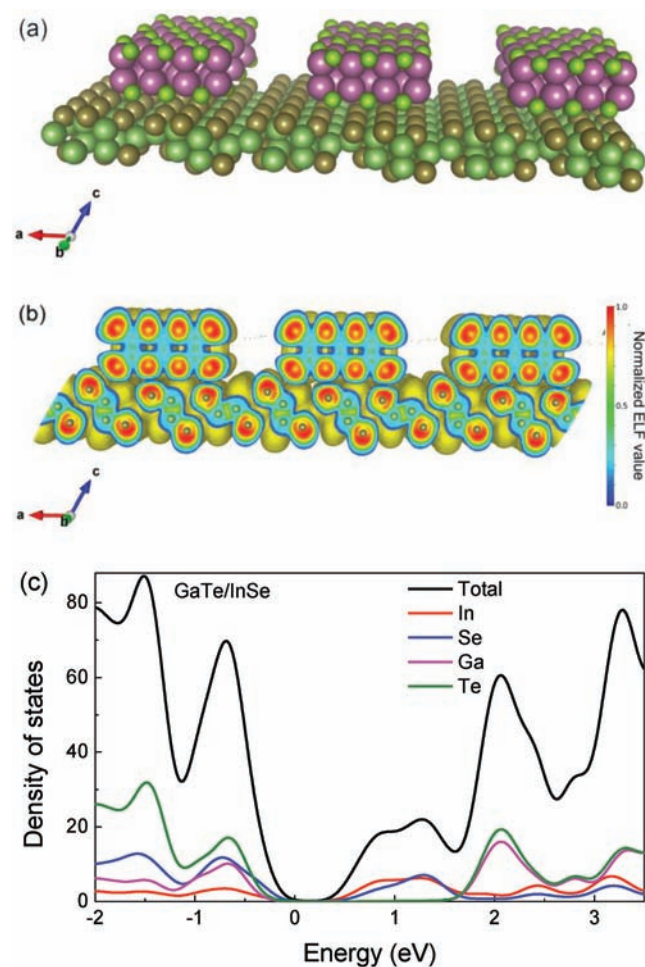 (a)
c
a
b
(b)
1.0
0.5
0.0
Normalized ELF value
c
a
b
(c)
GaTe/InSe
Total
In
Se
Ga
Te
80
60
40
20
0
Density of states
-2 -1 0 1 2 3
Energy (eV)